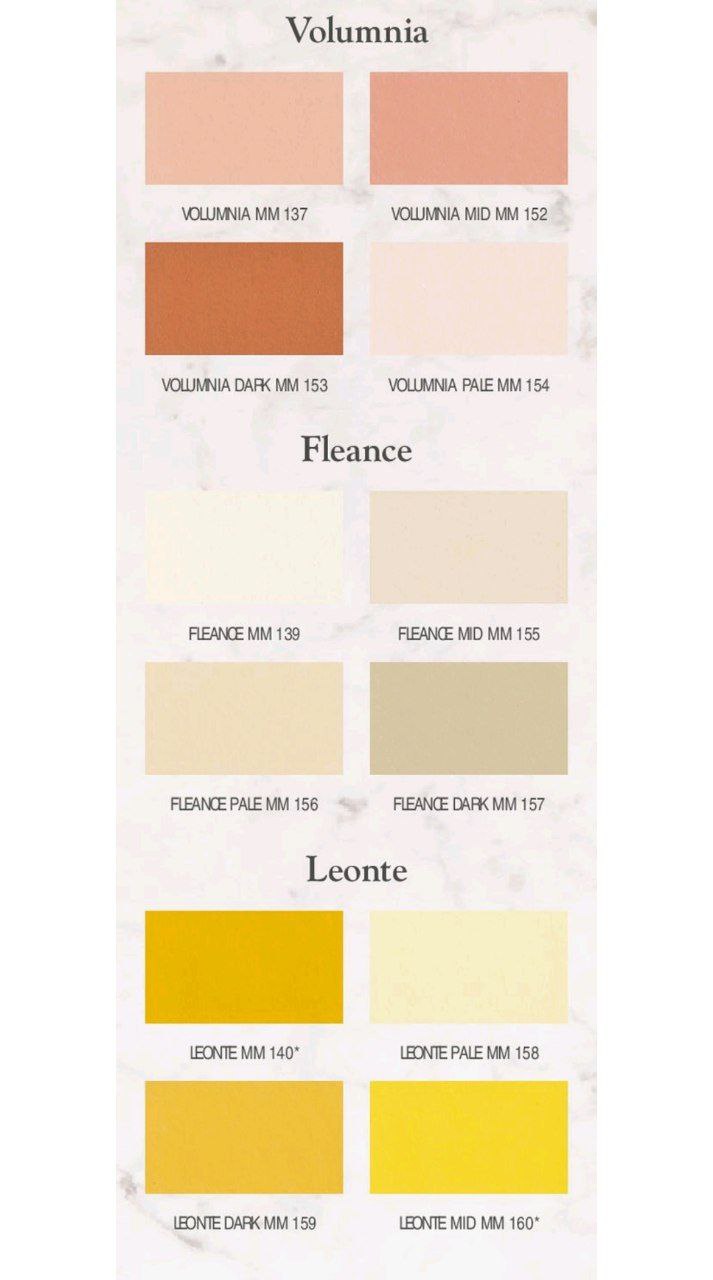 Volumnia
VOLUMNIA MM 137
VOLUMNIA MID MM 152
VOLUMNIA DARK MM 153
VOLUMNIA PALE MM 154
Fleance
FLEANCE MM 139
FLEANCE MID MM 155
FLEANCE PALE MM 156
FLEANCE DARK MM 157
Leonte
LEONTE MM 140*
LEONTE PALE MM 158
LEONTE DARK MM 159
LEONTE MID MM 160*